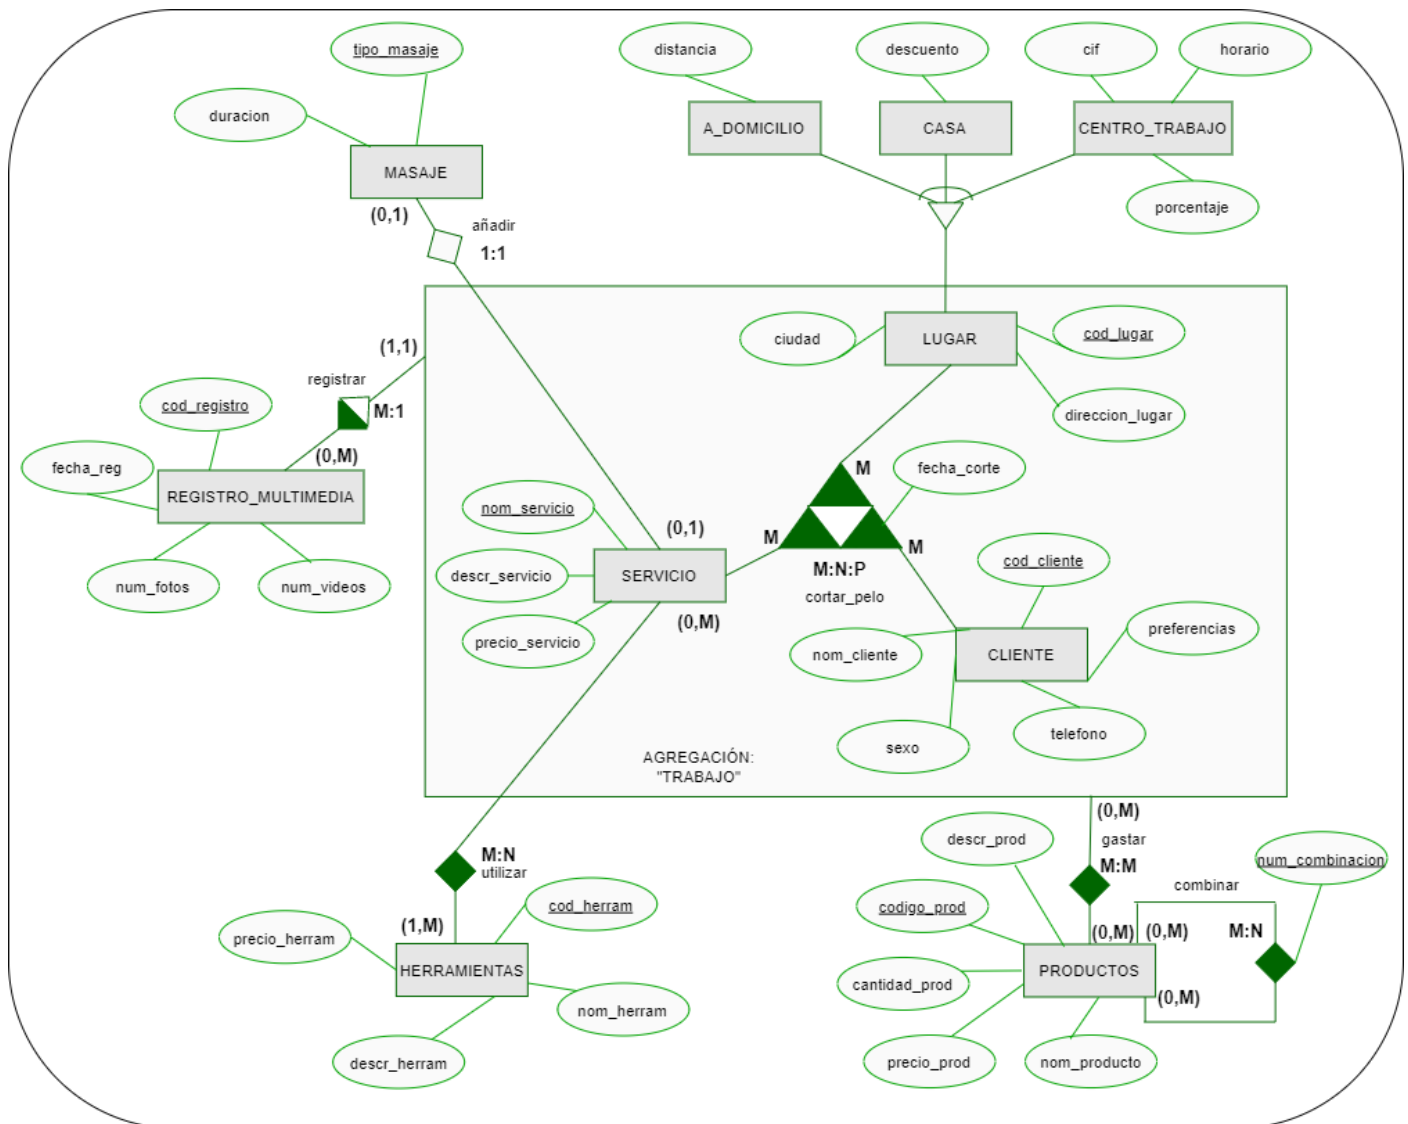 tipo_masaje
distancia
descuento
cif
horario
duracion
A_DOMICILIO
CASA
CENTRO_TRABAJO
MASAJE
porcentaje
(0,1)
añadir
1:1
ciudad
LUGAR
cod_lugar
(1,1)
registrar
M:1
cod_registro
direccion_lugar
(0,M)
fecha_reg
REGISTRO_MULTIMEDIA
M
fecha_corte
nom_servicio
(0,1)
M
M
M:N:P
cortar_pelo
cod_cliente
num_fotos
num_videos
descr_servicio
SERVICIO
(0,M)
precio_servicio
nom_cliente
CLIENTE
preferencias
sexo
telefono
AGREGACIÓN:
"TRABAJO"
(0,M)
gastar
M:M
descr_prod
num_combinacion
M:N
utilizar
combinar
codigo_prod
cod_herram
(1,M)
precio_herram
(0,M)
(0,M)
M:N
HERRAMIENTAS
PRODUCTOS
cantidad_prod
(0,M)
nom_herram
descr_herram
precio_prod
nom_producto